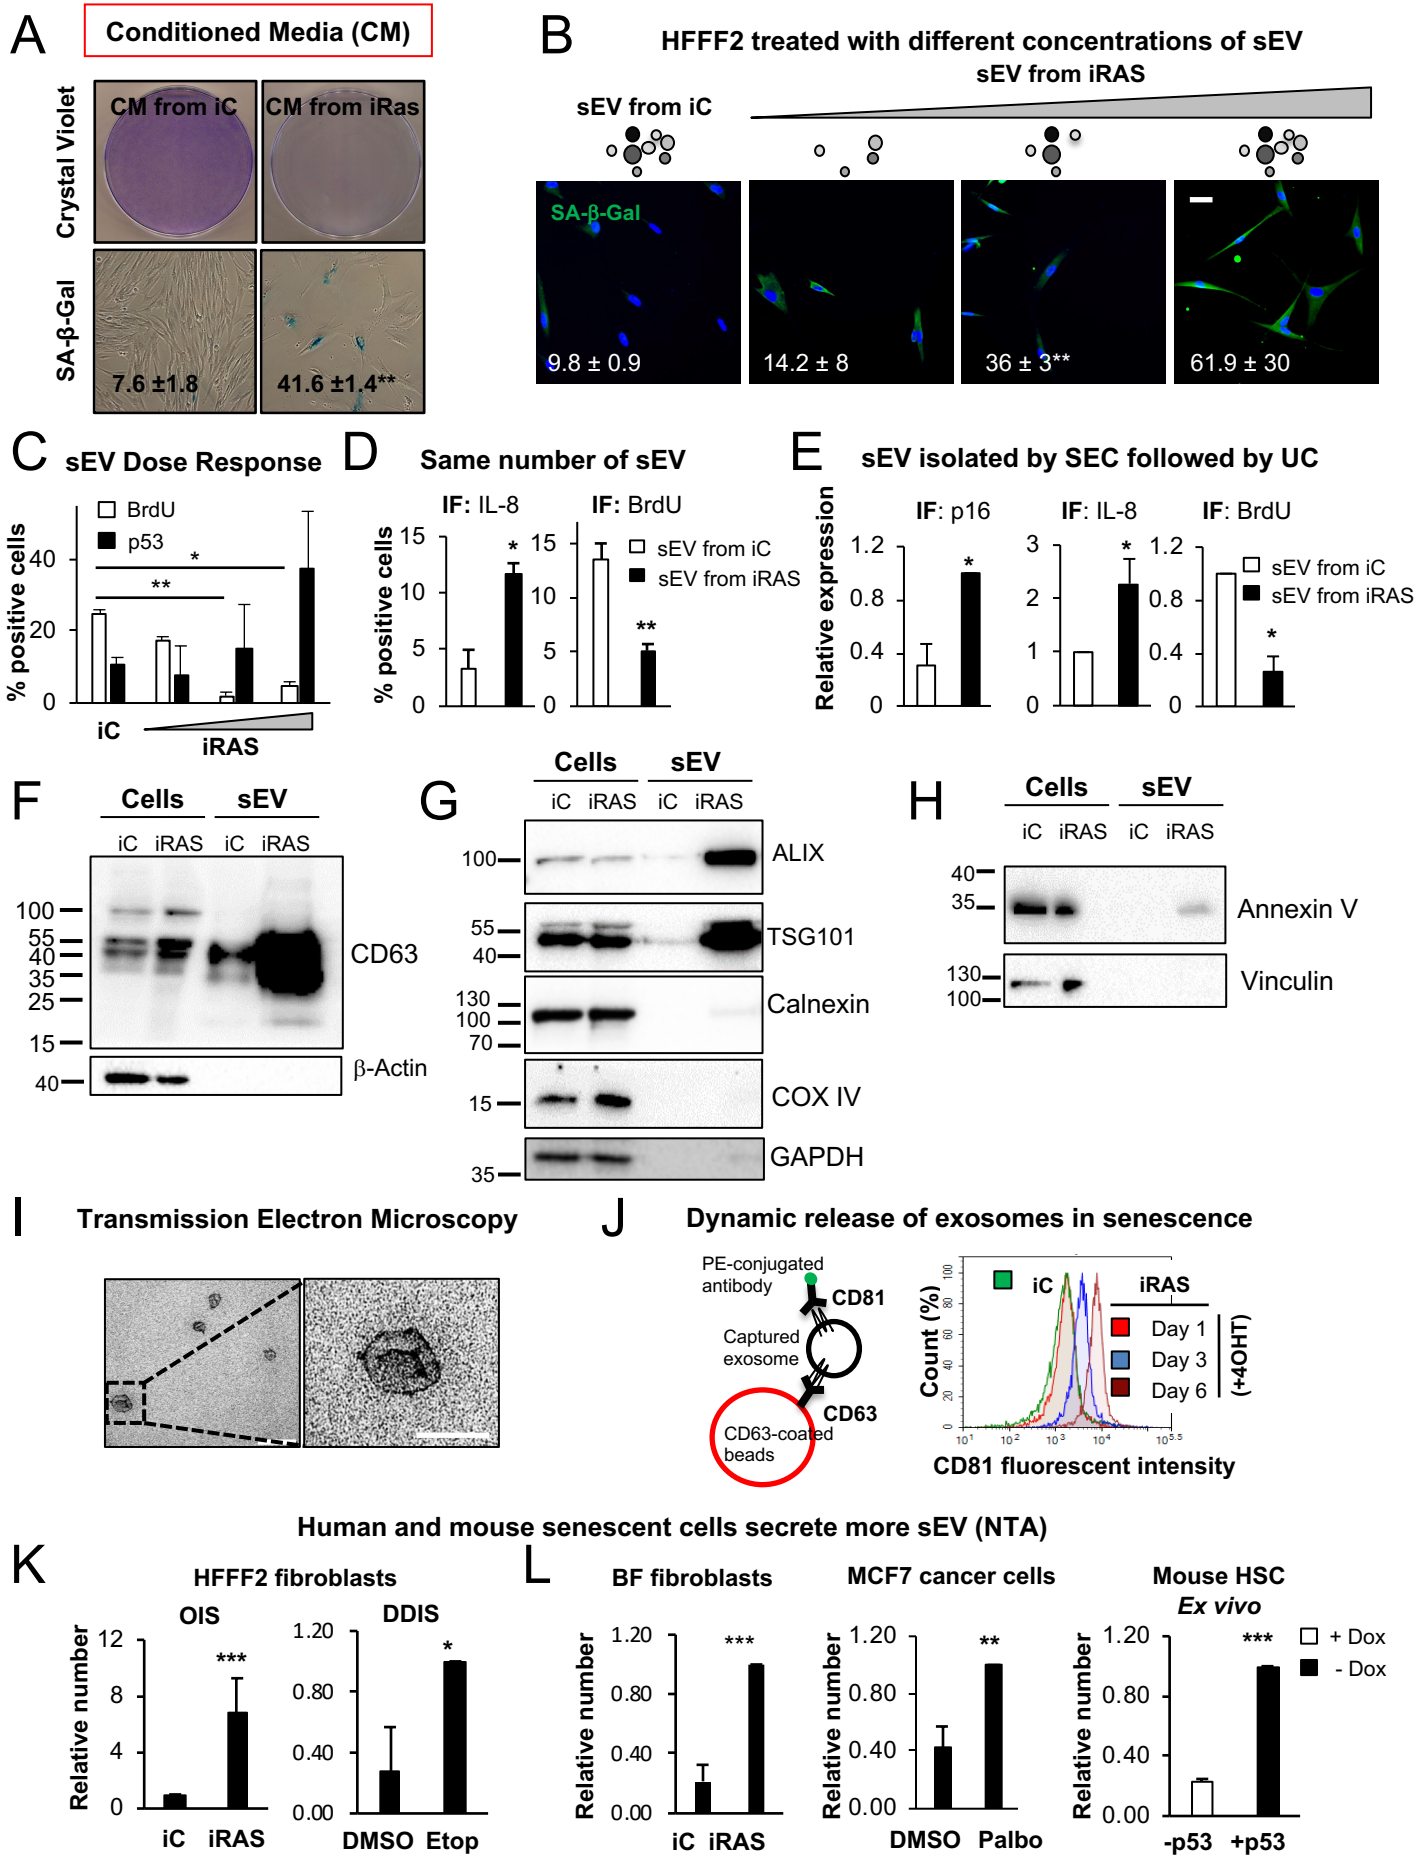 A
Conditioned Media (CM)
Crystal Violet
CM from iC
CM from iRas
SA-β-Gal
7.6 ±1.8
41.6 ±1.4**
B
HFFF2 treated with different concentrations of sEV
sEV from iRAS
sEV from iC
SA-β-Gal
9.8 ± 0.9
14.2 ± 8
36 ± 3**
61.9 ± 30
C
sEV Dose Response
% positive cells
BrdU
p53
*
**
40
20
0
iC
iRAS
D
Same number of sEV
IF: IL-8
IF: BrdU
% positive cells
15
10
5
0
*
15
10
5
0
**
sEV from iC
sEV from iRAS
E
sEV isolated by SEC followed by UC
Relative expression
IF: p16
IF: IL-8
IF: BrdU
1.2
0.8
0.4
0
*
3
2
1
0
*
1.2
0.8
0.4
0
*
sEV from iC
sEV from iRAS
F
Cells sEV
iC iRAS iC iRAS
100
55
40
35
25
15
CD63
40
β-Actin
G
Cells sEV
iC iRAS iC iRAS
100
ALIX
55
40
TSG101
130
100
70
Calnexin
15
COX IV
35
GAPDH
H
Cells sEV
iC iRAS iC iRAS
40
35
Annexin V
130
100
Vinculin
I
Transmission Electron Microscopy
J
Dynamic release of exosomes in senescence
PE-conjugated
antibody
CD81
Captured
exosome
CD63
CD63-coated
beads
Count (%)
100
80
60
40
20
0
iC
iRAS
Day 1
Day 3
Day 6
(+4OHT)
10¹ 10² 10³ 10⁴ 10⁵·⁵
CD81 fluorescent intensity
Human and mouse senescent cells secrete more sEV (NTA)
K
HFFF2 fibroblasts
OIS
Relative number
12
8
4
0
***
iC iRAS
DDIS
1.20
0.80
0.40
0.00
*
DMSO Etop
L
BF fibroblasts
Relative number
1.20
0.80
0.40
0.00
***
iC iRAS
MCF7 cancer cells
Relative number
1.20
0.80
0.40
0.00
**
DMSO Palbo
Mouse HSC
Ex vivo
Relative number
1.20
0.80
0.40
0.00
***
-p53 +p53
+ Dox
- Dox